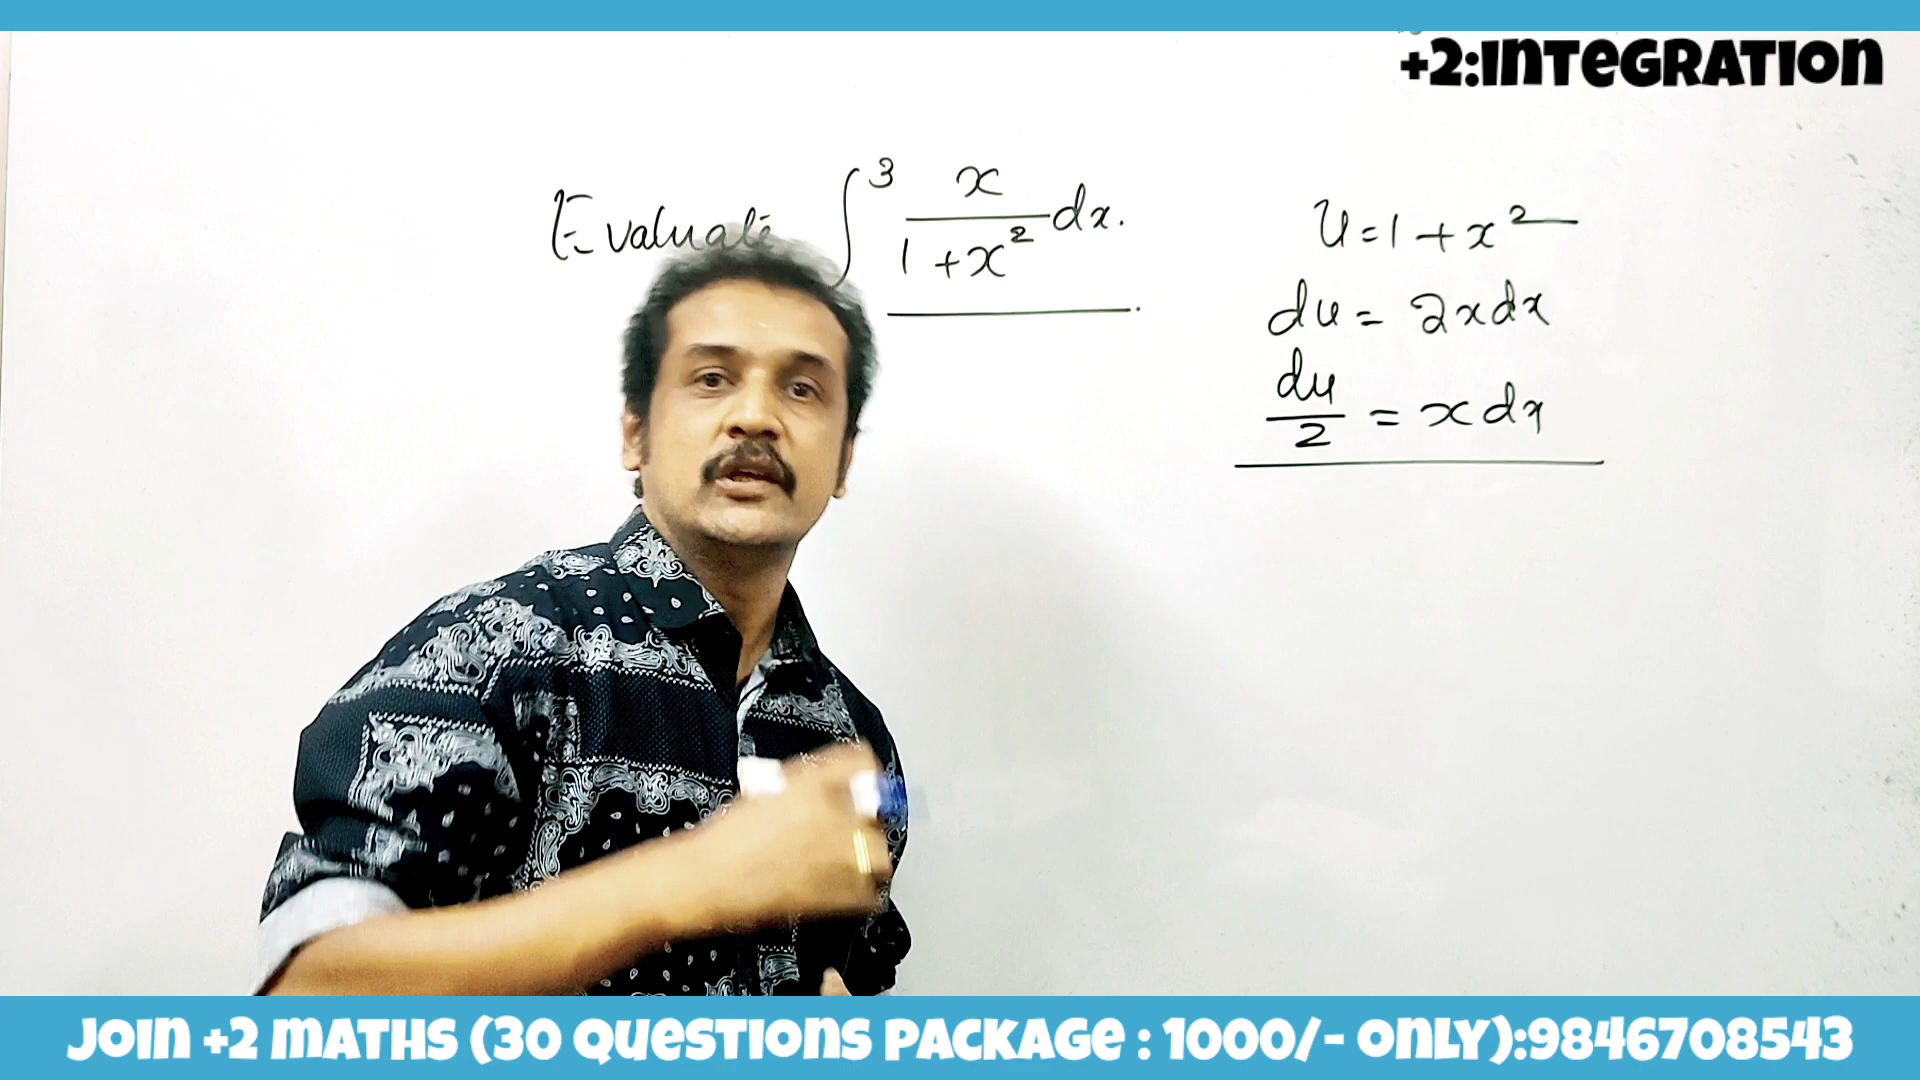 +2:INTEGRATION
Evaluate ∫³ x/(1+x²) dx.
U=1+x²
du = 2xdx
du/2 = x dx
JOIN +2 MATHS (30 QUESTIONS PACKAGE : 1000/- ONLY):9846708543